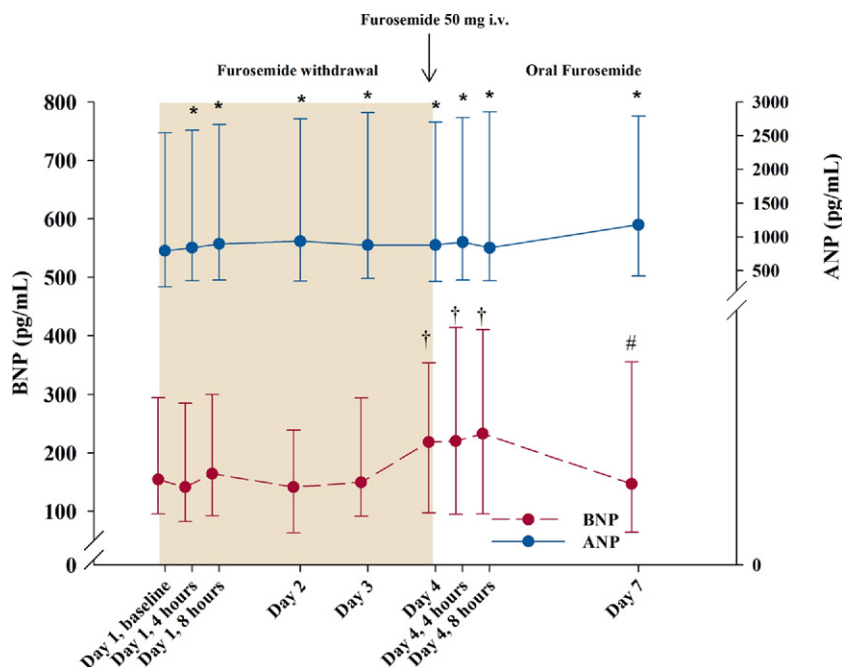 Furosemide 50 mg i.v.
Furosemide withdrawal
Oral Furosemide
* * * * * * * *
800
700
600
500
400
300
200
100
0
BNP (pg/mL)
3000
2500
2000
1500
1000
500
0
ANP (pg/mL)
† † †
#
BNP
ANP
Day 1, baseline
Day 1, 4 hours
Day 1, 8 hours
Day 2
Day 3
Day 4
Day 4, 4 hours
Day 4, 8 hours
Day 7